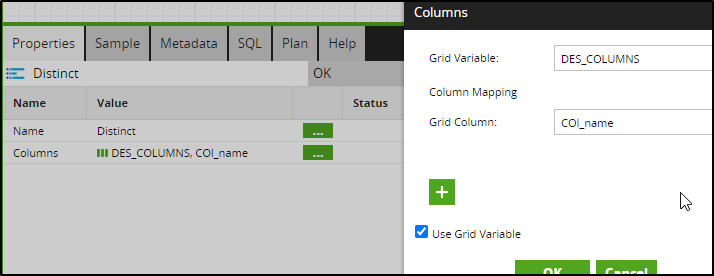 Columns
Properties Sample Metadata SQL Plan Help
Distinct OK
Name Value Status
Name Distinct ...
Columns DES_COLUMNS, COl_name ...
Grid Variable: DES_COLUMNS
Column Mapping
Grid Column: COl_name
+
Use Grid Variable
OK Cancel